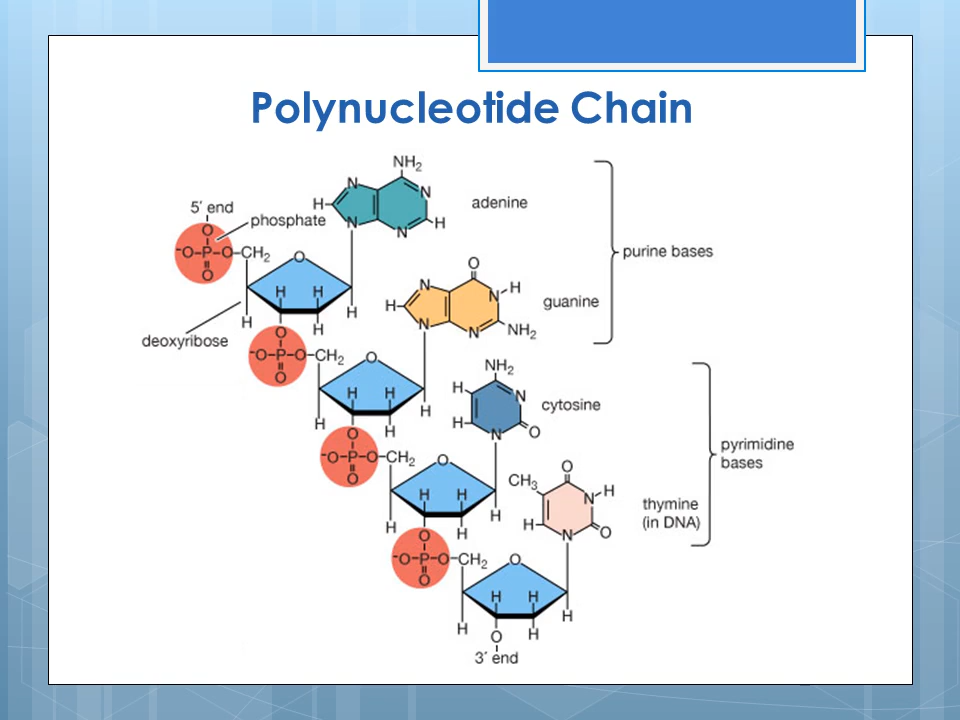 Polynucleotide Chain
NH₂
N N
H adenine
5′ end
phosphate N N H
O
⁻O–P–O–CH₂
O
purine bases
O
O
N N H
H H
H guanine
H H
N N NH₂
deoxyribose
H H
O
⁻O–P–O–CH₂
O
O
NH₂
H N
cytosine
H H
H
H N O
H H
O
⁻O–P–O–CH₂
O
O
pyrimidine
bases
O
CH₃
N H
thymine
(in DNA)
H H
H
H N O
H H
O
⁻O–P–O–CH₂
O
O
H H
H
H H
O
3′ end